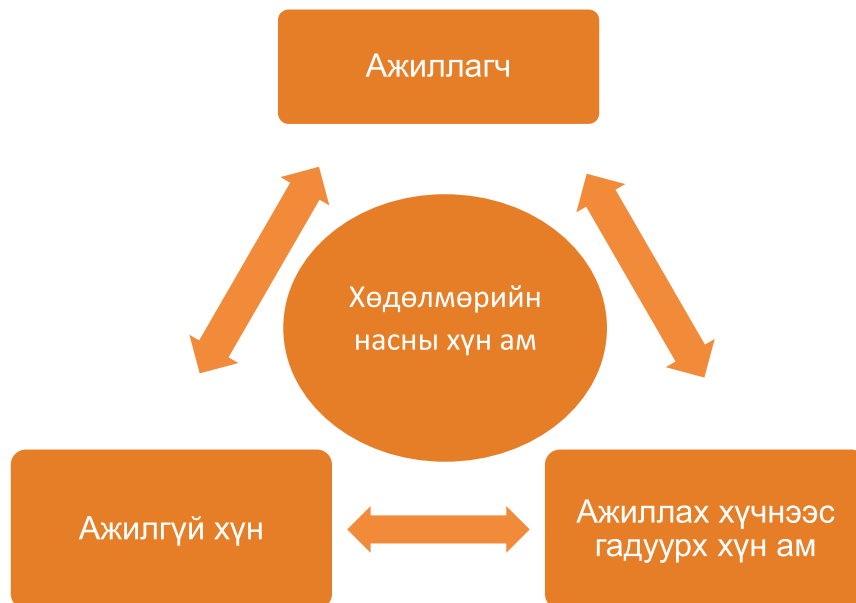 Ажиллагч
Хөдөлмөрийн
насны хүн ам
Ажилгүй хүн
Ажиллах хүчнээс
гадуурх хүн ам